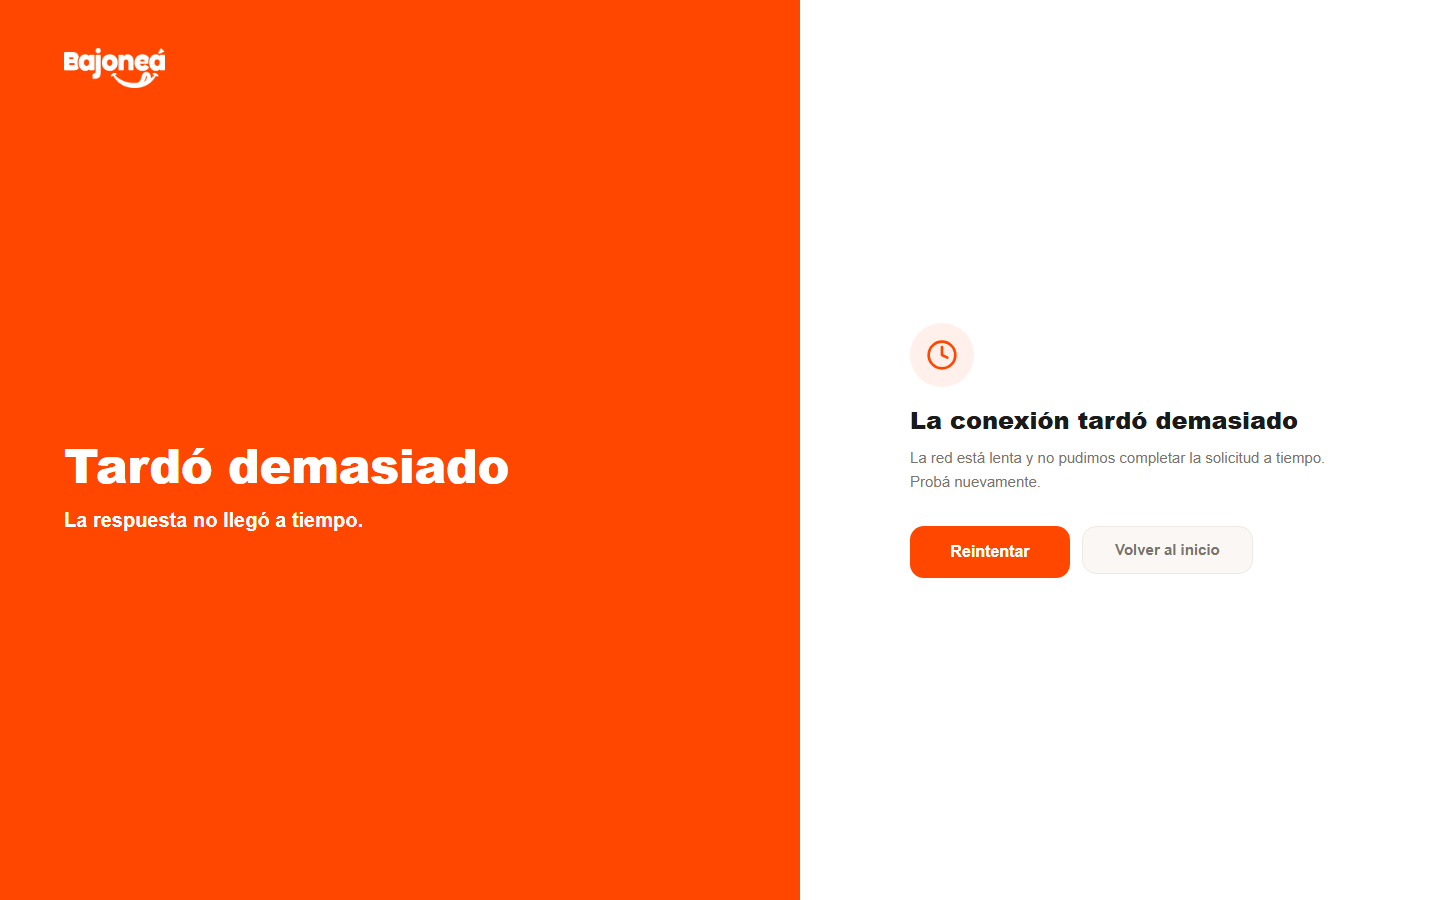 Bajoneá
Tardó demasiado
La respuesta no llegó a tiempo.
La conexión tardó demasiado
La red está lenta y no pudimos completar la solicitud a tiempo.
Probá nuevamente.
Reintentar
Volver al inicio